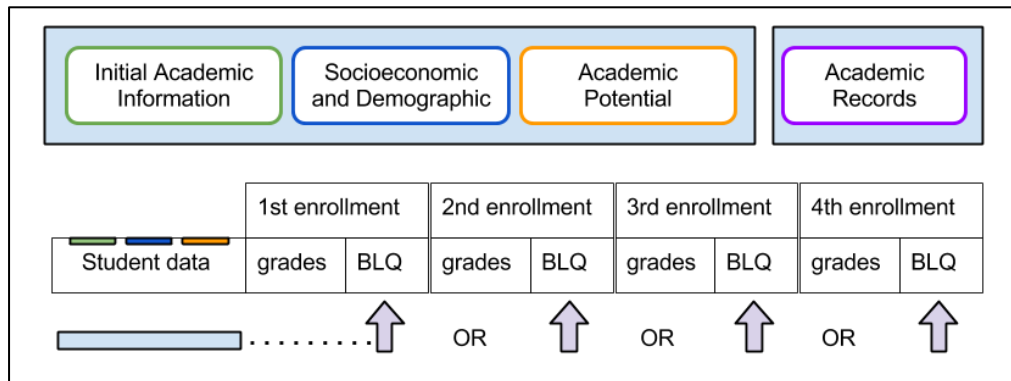 Initial Academic
Information
Socioeconomic
and Demographic
Academic
Potential
Academic
Records
1st enrollment
2nd enrollment
3rd enrollment
4th enrollment
Student data
grades
BLQ
grades
BLQ
grades
BLQ
grades
BLQ
OR
OR
OR